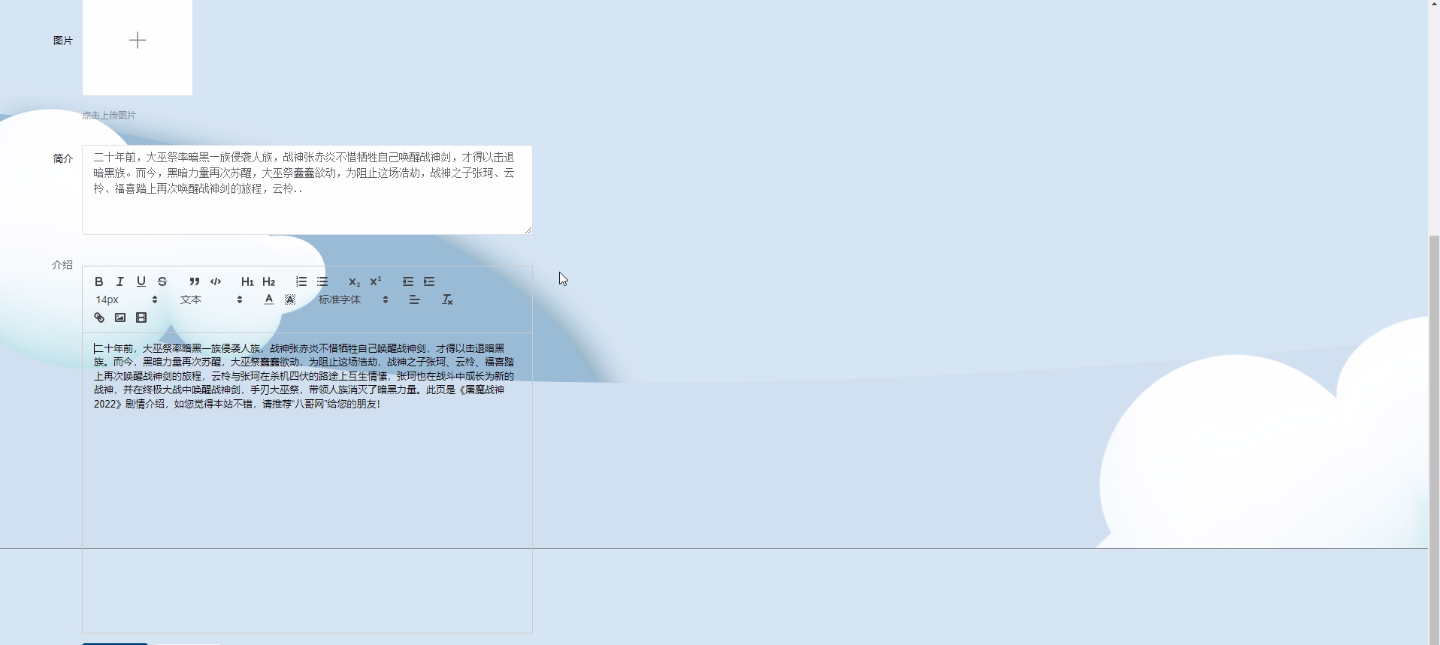 图片
点击上传图片
简介
二十年前，大巫祭率暗黑一族侵袭人族，战神张赤炎不惜牺牲自己唤醒战神剑，才得以击退
暗黑族。而今，黑暗力量再次苏醒，大巫祭蠢蠢欲动，为阻止这场浩劫，战神之子张珂、云
柃、福喜踏上再次唤醒战神剑的旅程，云柃..
介绍
B I U S ” </> H1 H2 X₂ X²
14px 文本 A A 标准字体 Tx
二十年前，大巫祭率暗黑一族侵袭人族，战神张赤炎不惜牺牲自己唤醒战神剑，才得以击退暗黑
族。而今，黑暗力量再次苏醒，大巫祭蠢蠢欲动，为阻止这场浩劫，战神之子张珂、云柃、福喜踏
上再次唤醒战神剑的旅程，云柃与张珂在杀机四伏的路途上互生情愫，张珂也在战斗中成长为新的
战神，并在终极大战中唤醒战神剑，手刃大巫祭，带领人族消灭了暗黑力量。此页是《屠魔战神
2022》剧情介绍，如您觉得本站不错，请推荐“八哥网”给您的朋友！